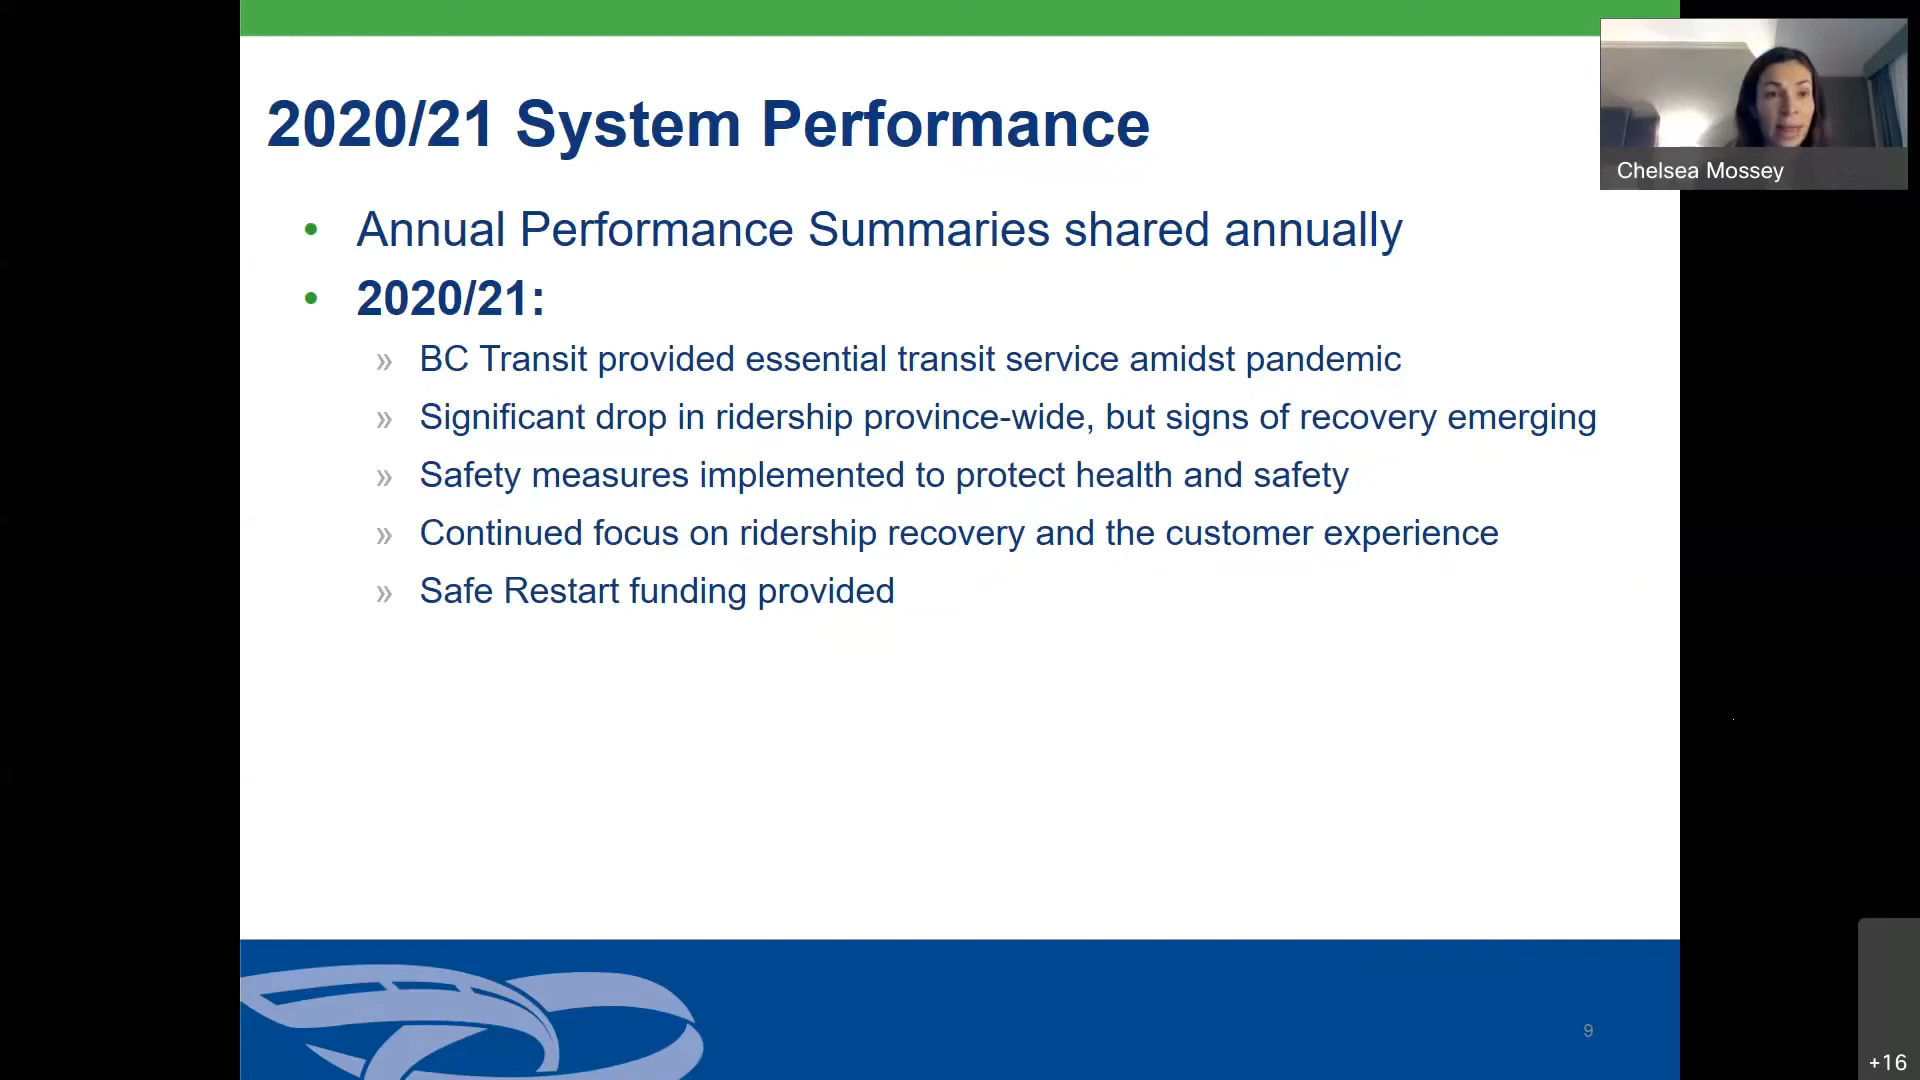 2020/21 System Performance
Chelsea Mossey
• Annual Performance Summaries shared annually
• 2020/21:
» BC Transit provided essential transit service amidst pandemic
» Significant drop in ridership province-wide, but signs of recovery emerging
» Safety measures implemented to protect health and safety
» Continued focus on ridership recovery and the customer experience
» Safe Restart funding provided
9
+16